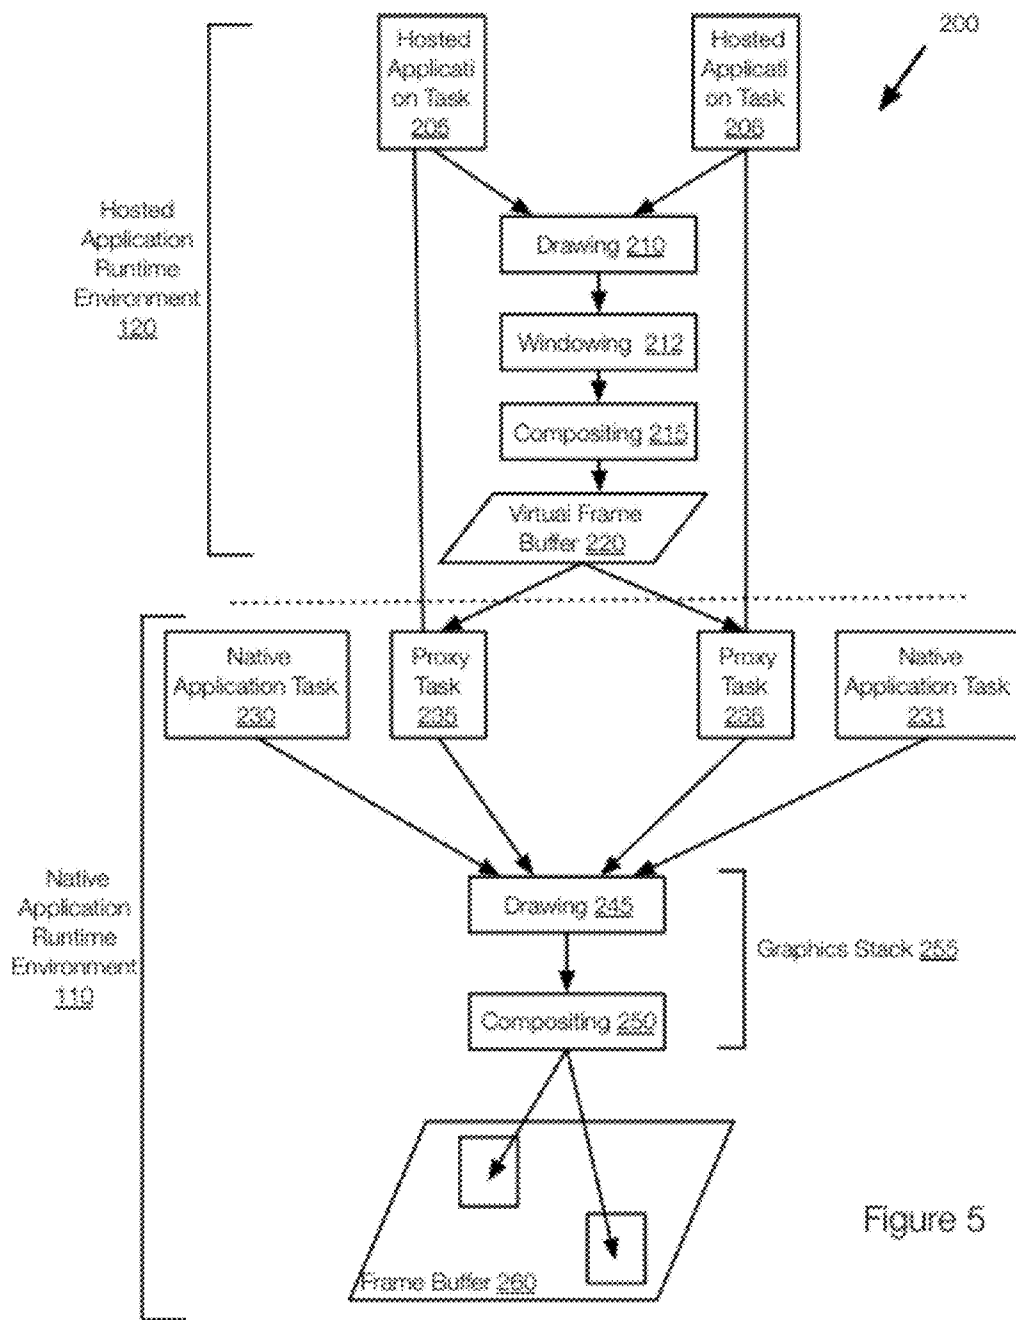 200
Hosted
Applicati
on Task
205
Hosted
Applicati
on Task
206
Hosted
Application
Runtime
Environment
120
Drawing 210
Windowing 212
Compositing 215
Virtual Frame
Buffer 220
Native
Application Task
230
Proxy
Task
235
Proxy
Task
236
Native
Application Task
231
Native
Application
Runtime
Environment
110
Drawing 245
Graphics Stack 255
Compositing 250
Frame Buffer 260
Figure 5